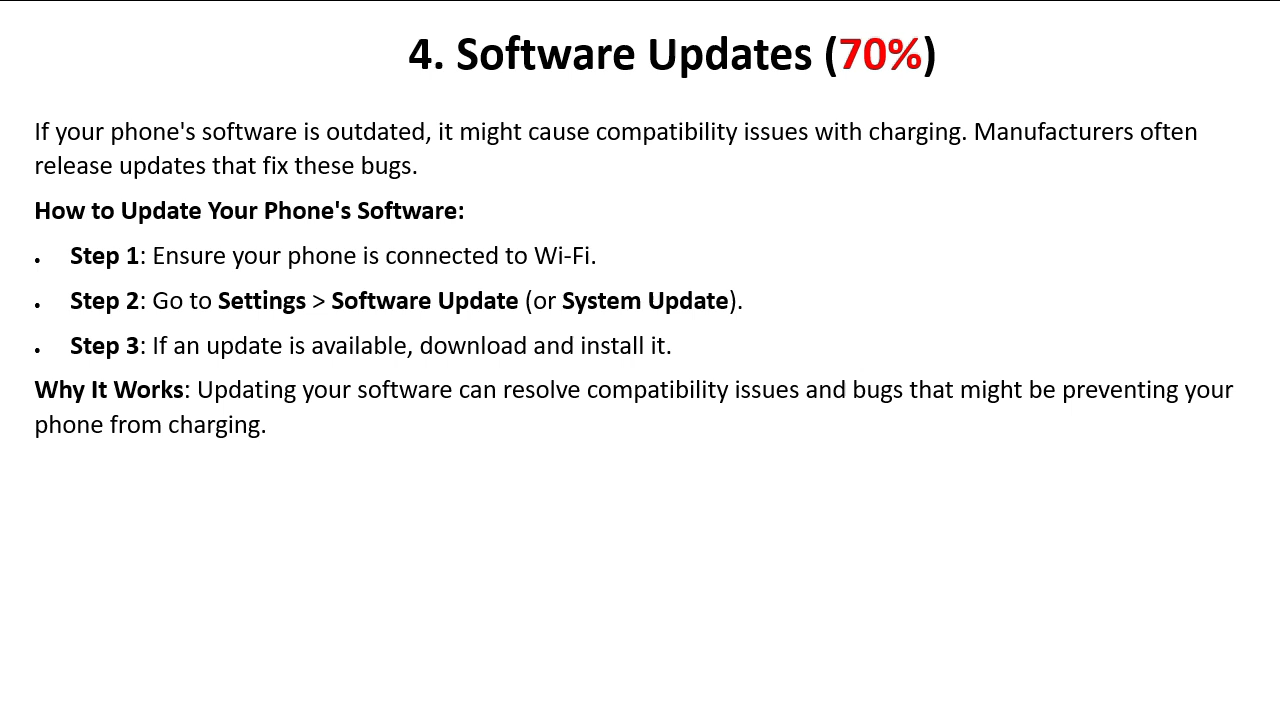 4. Software Updates (70%)
If your phone's software is outdated, it might cause compatibility issues with charging. Manufacturers often
release updates that fix these bugs.
How to Update Your Phone's Software:
• Step 1: Ensure your phone is connected to Wi-Fi.
• Step 2: Go to Settings > Software Update (or System Update).
• Step 3: If an update is available, download and install it.
Why It Works: Updating your software can resolve compatibility issues and bugs that might be preventing your
phone from charging.